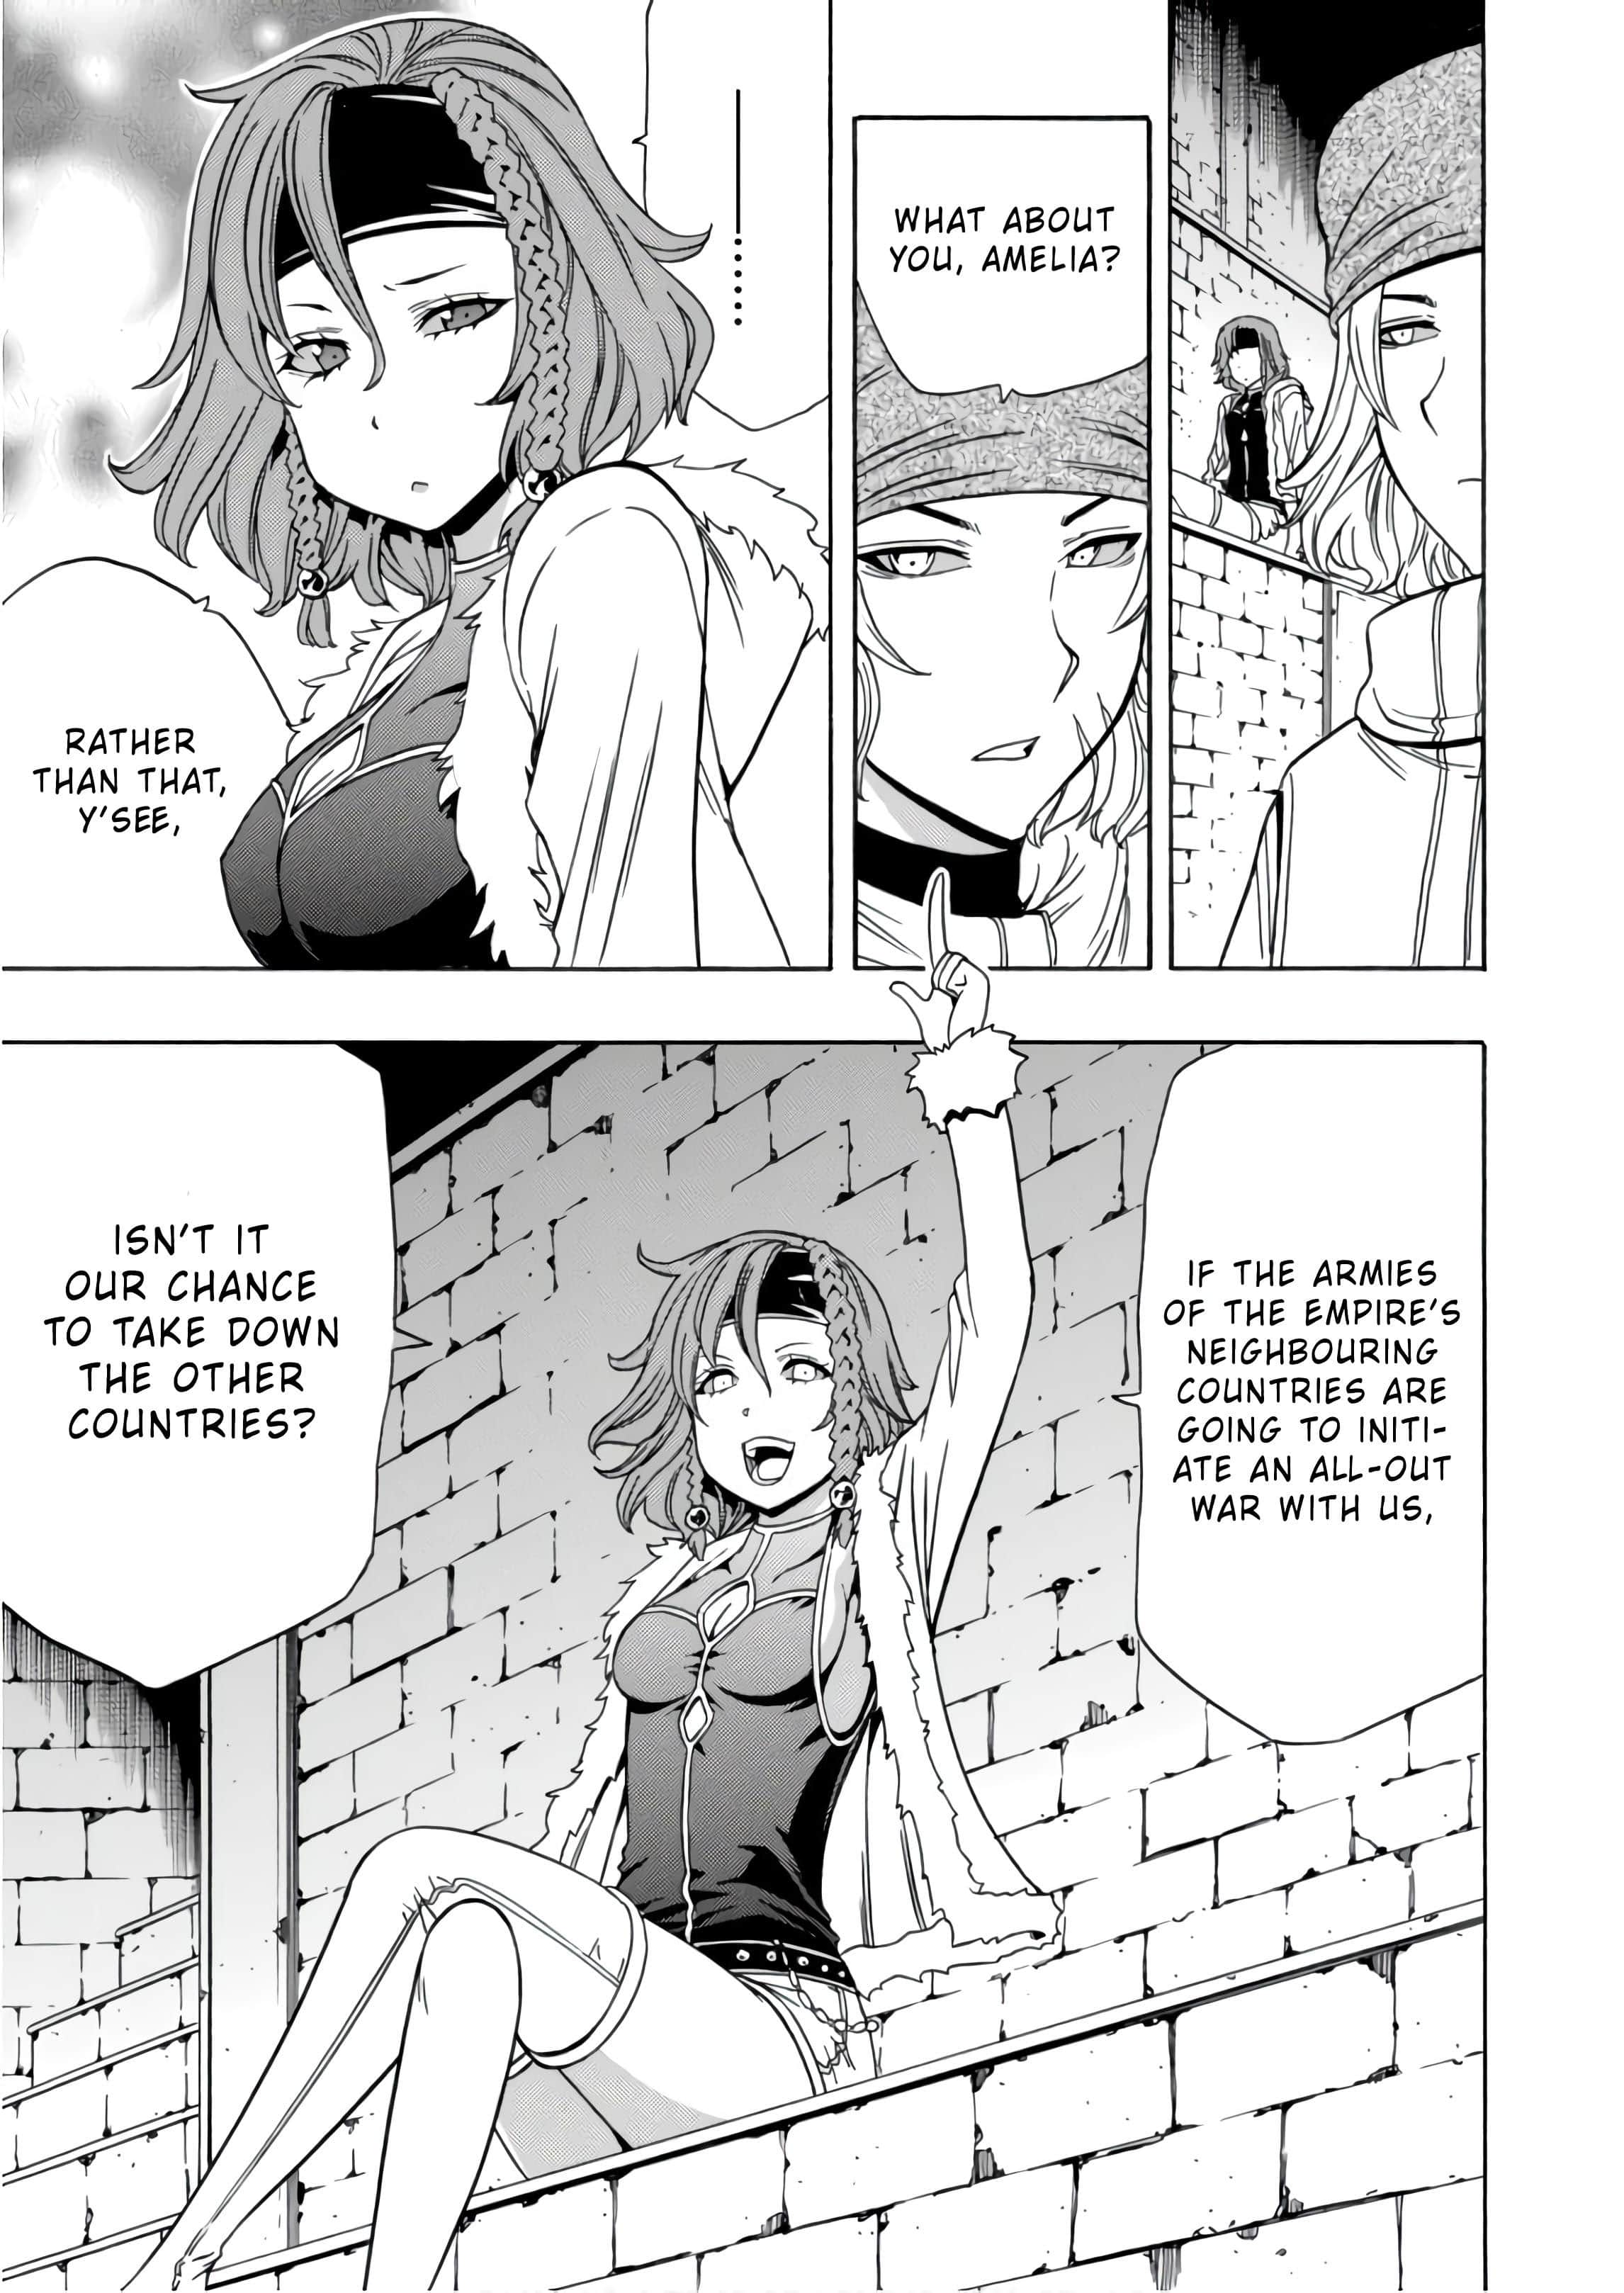 WHAT ABOUT
YOU, AMELIA?
RATHER
THAN THAT,
Y'SEE,
IF THE ARMIES
OF THE EMPIRE'S
NEIGHBOURING
COUNTRIES ARE
GOING TO INITI-
ATE AN ALL-OUT
WAR WITH US,
ISN'T IT
OUR CHANCE
TO TAKE DOWN
THE OTHER
COUNTRIES?